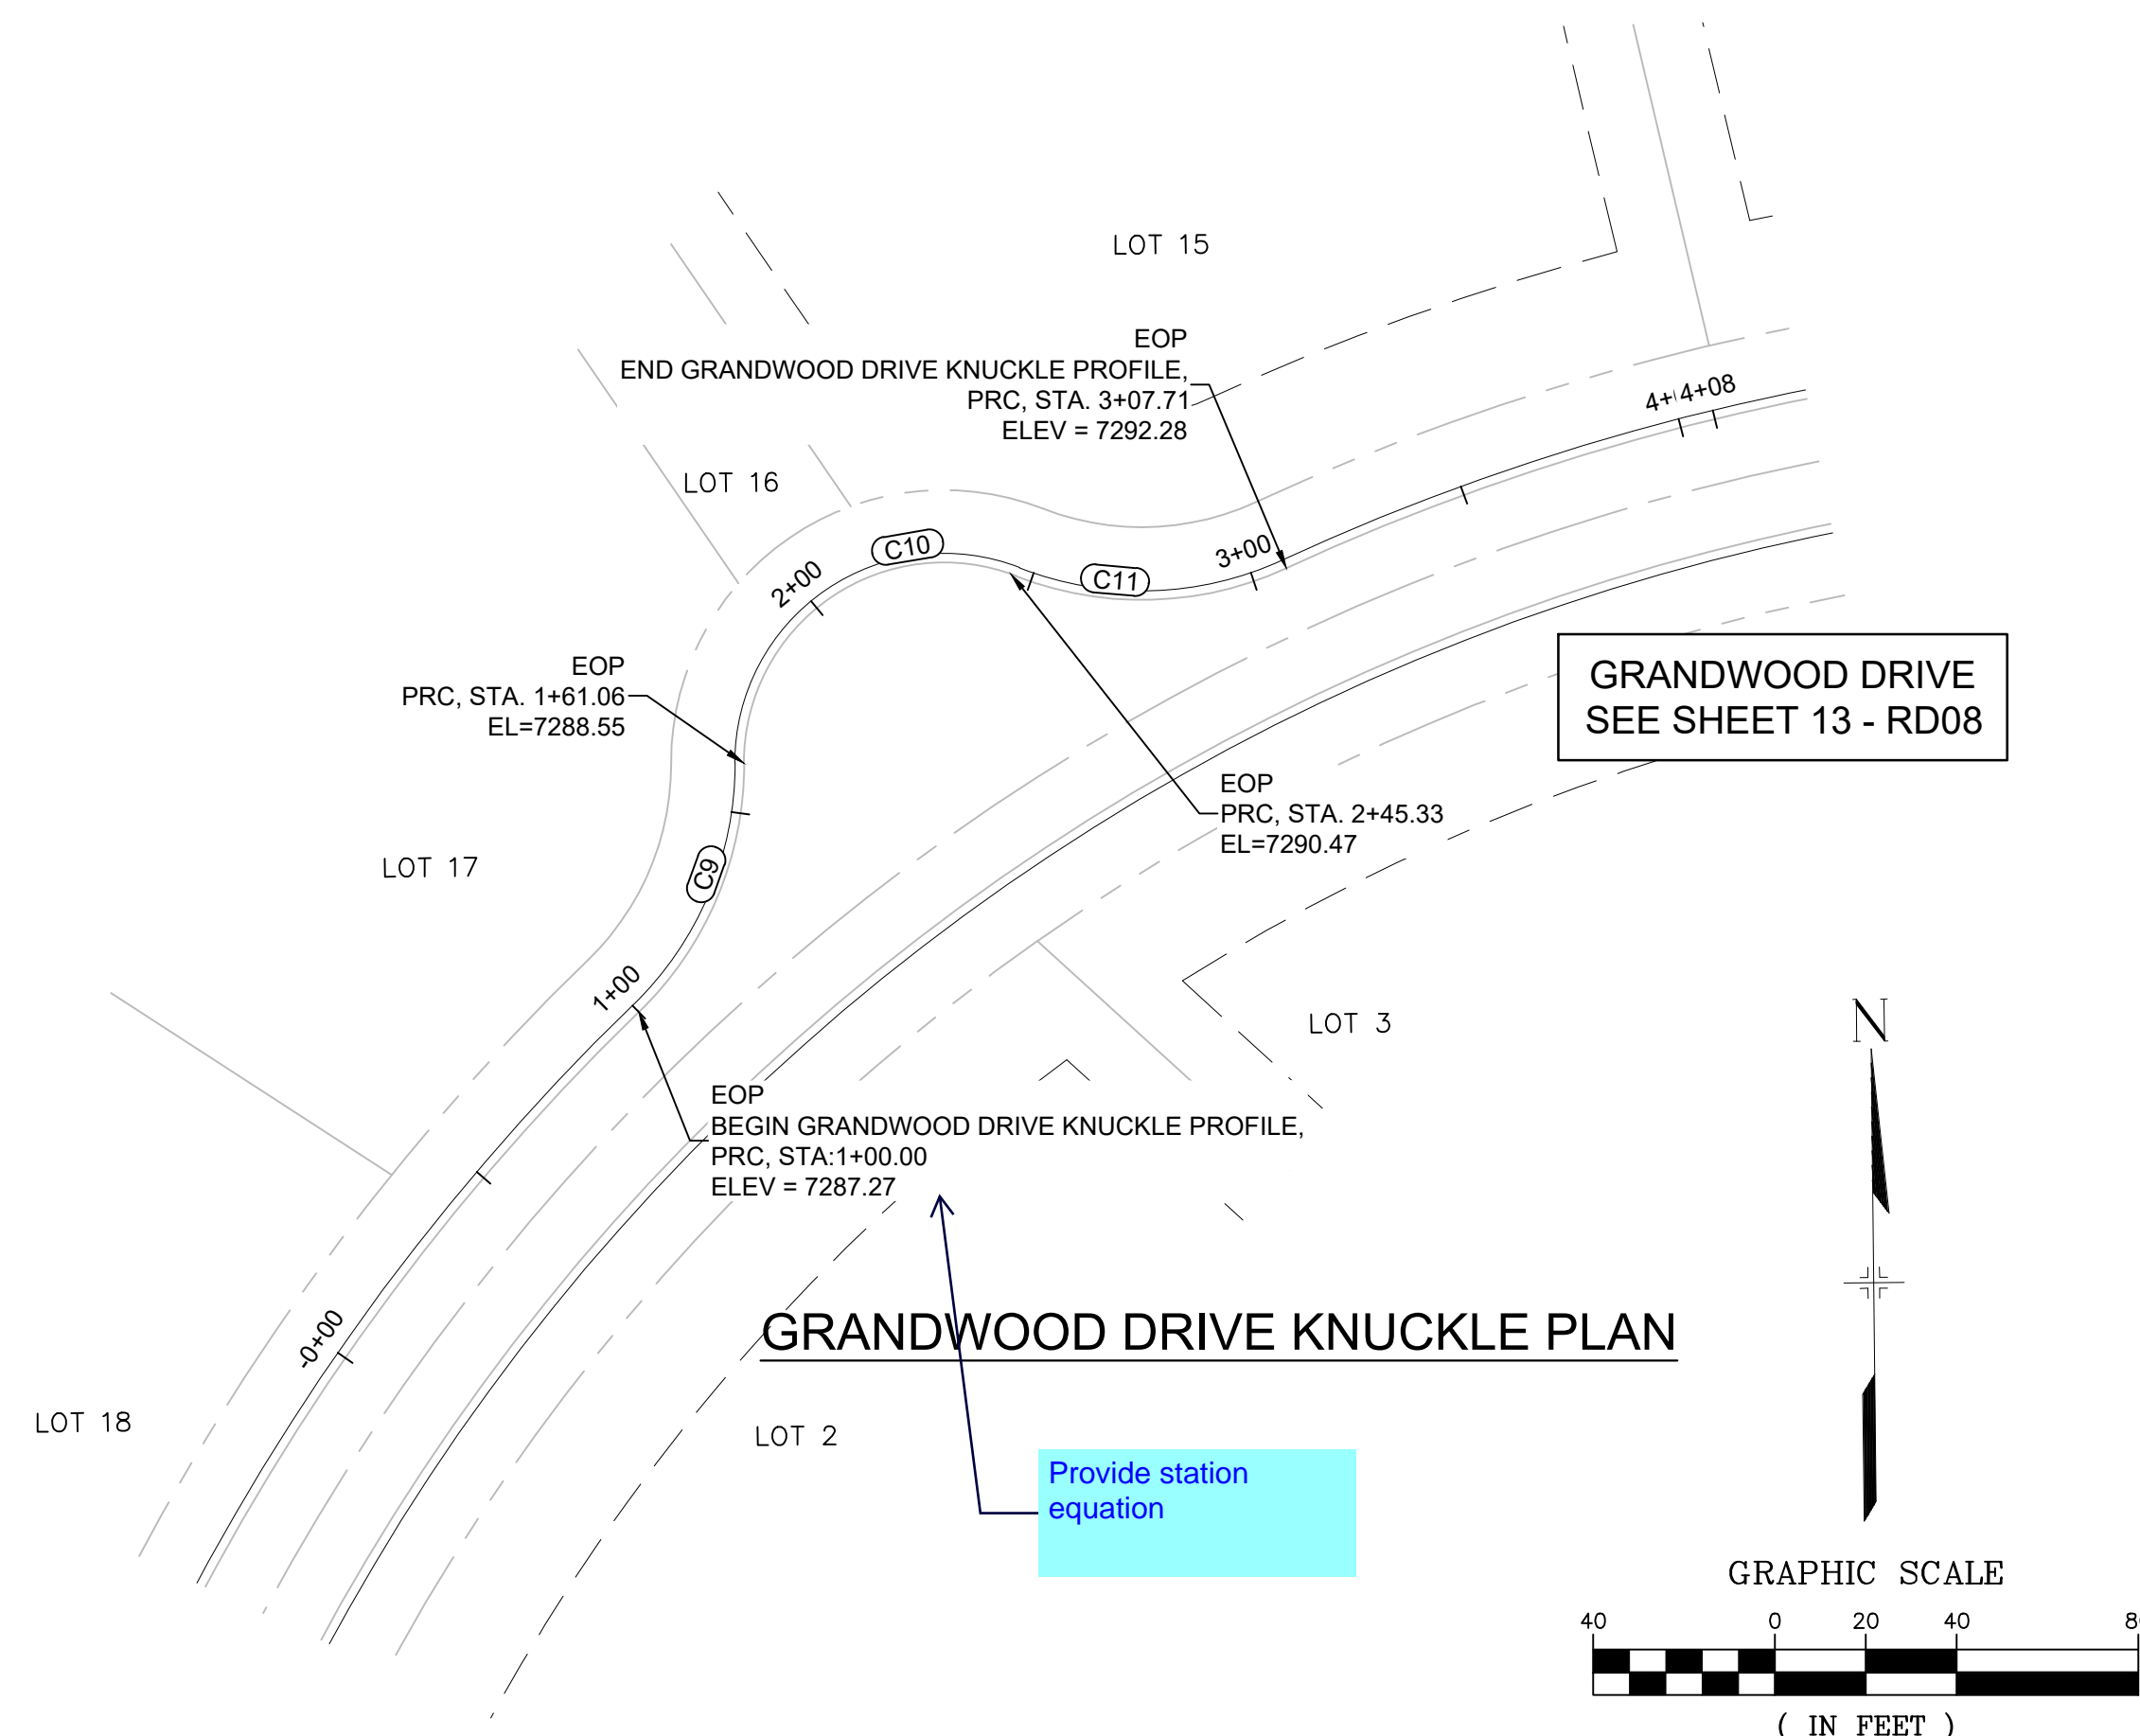 LOT 15
EOP
END GRANDWOOD DRIVE KNUCKLE PROFILE,
PRC, STA. 3+07.71
ELEV = 7292.28
4+08
LOT 16
C10
3+00
C11
2+00
EOP
PRC, STA. 1+61.06
EL=7288.55
GRANDWOOD DRIVE
SEE SHEET 13 - RD08
EOP
PRC, STA. 2+45.33
EL=7290.47
LOT 17
C9
1+00
LOT 3
N
EOP
BEGIN GRANDWOOD DRIVE KNUCKLE PROFILE,
PRC, STA:1+00.00
ELEV = 7287.27
-0+00
GRANDWOOD DRIVE KNUCKLE PLAN
LOT 18
LOT 2
Provide station
equation
GRAPHIC SCALE
40 0 20 40
( IN FEET )